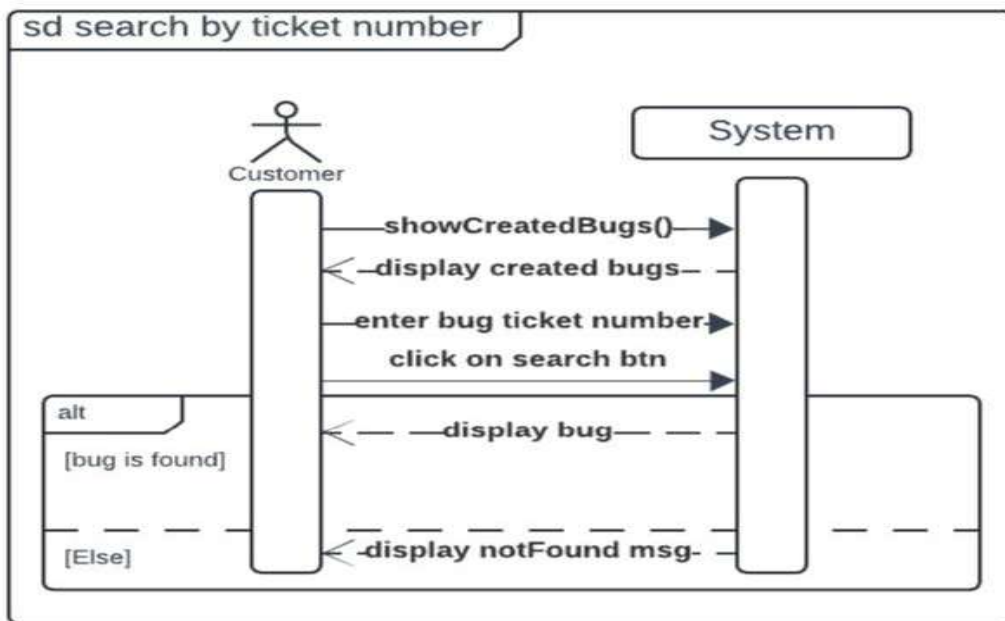 sd search by ticket number
System
Customer
showCreatedBugs()
display created bugs
enter bug ticket number
click on search btn
alt
display bug
[bug is found]
[Else]
display notFound msg